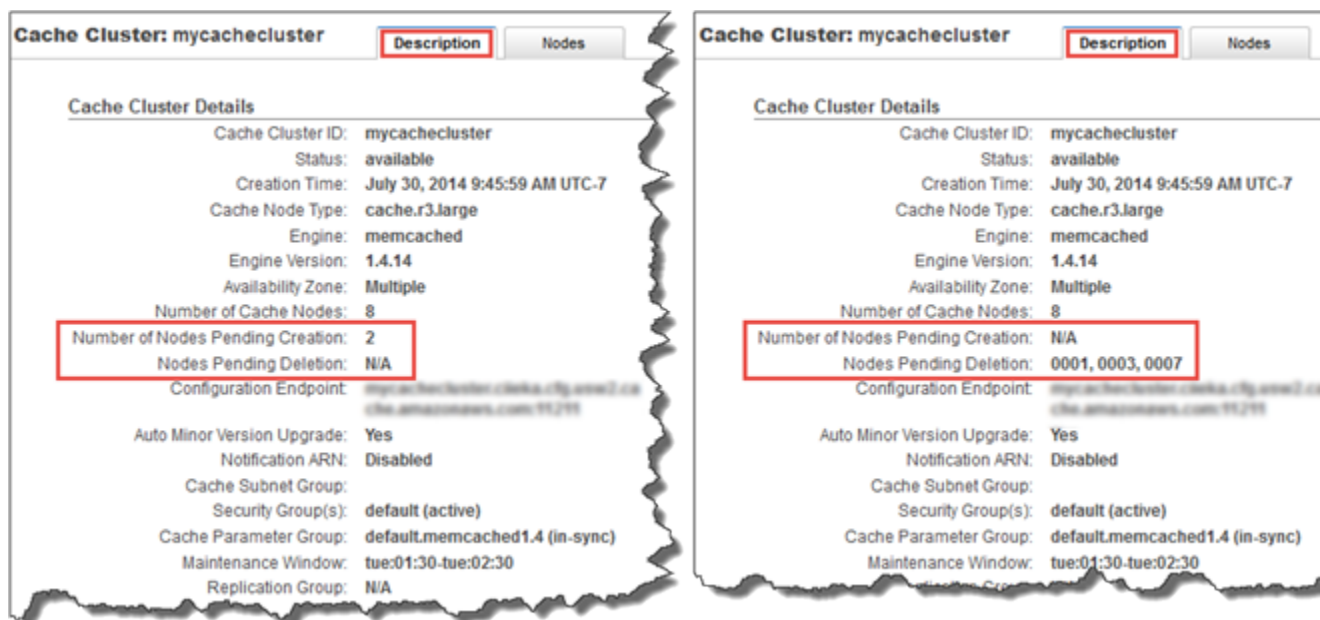 Cache Cluster: mycachecluster
Description
Nodes
Cache Cluster Details
Cache Cluster ID: mycachecluster
Status: available
Creation Time: July 30, 2014 9:45:59 AM UTC-7
Cache Node Type: cache.r3.large
Engine: memcached
Engine Version: 1.4.14
Availability Zone: Multiple
Number of Cache Nodes: 8
Number of Nodes Pending Creation: 2
Nodes Pending Deletion: N/A
Configuration Endpoint:
Auto Minor Version Upgrade: Yes
Notification ARN: Disabled
Cache Subnet Group:
Security Group(s): default (active)
Cache Parameter Group: default.memcached1.4 (in-sync)
Maintenance Window: tue:01:30-tue:02:30
Replication Group: N/A
Cache Cluster: mycachecluster
Description
Nodes
Cache Cluster Details
Cache Cluster ID: mycachecluster
Status: available
Creation Time: July 30, 2014 9:45:59 AM UTC-7
Cache Node Type: cache.r3.large
Engine: memcached
Engine Version: 1.4.14
Availability Zone: Multiple
Number of Cache Nodes: 8
Number of Nodes Pending Creation: N/A
Nodes Pending Deletion: 0001, 0003, 0007
Configuration Endpoint:
Auto Minor Version Upgrade: Yes
Notification ARN: Disabled
Cache Subnet Group:
Security Group(s): default (active)
Cache Parameter Group: default.memcached1.4 (in-sync)
Maintenance Window: tue:01:30-tue:02:30